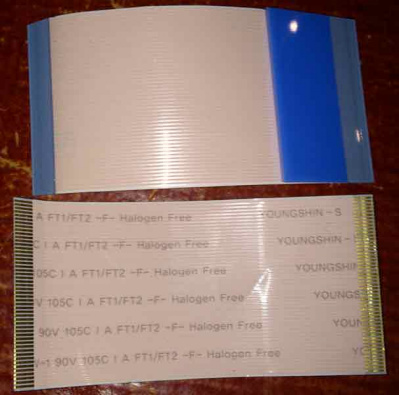 A FT1/FT2 -F- Halogen Free YOUNGSHIN-S
C I A FT1/FT2 -F- Halogen Free YOUNGSHIN-
05C I A FT1/FT2 -F- Halogen Free YOUNGSHIN
V 105C I A FT1/FT2 -F- Halogen Free YOUNGS
90V 105C I A FT1/FT2 -F- Halogen Free YOUN
90V 105C I A FT1/FT2 -F- Halogen Free YO